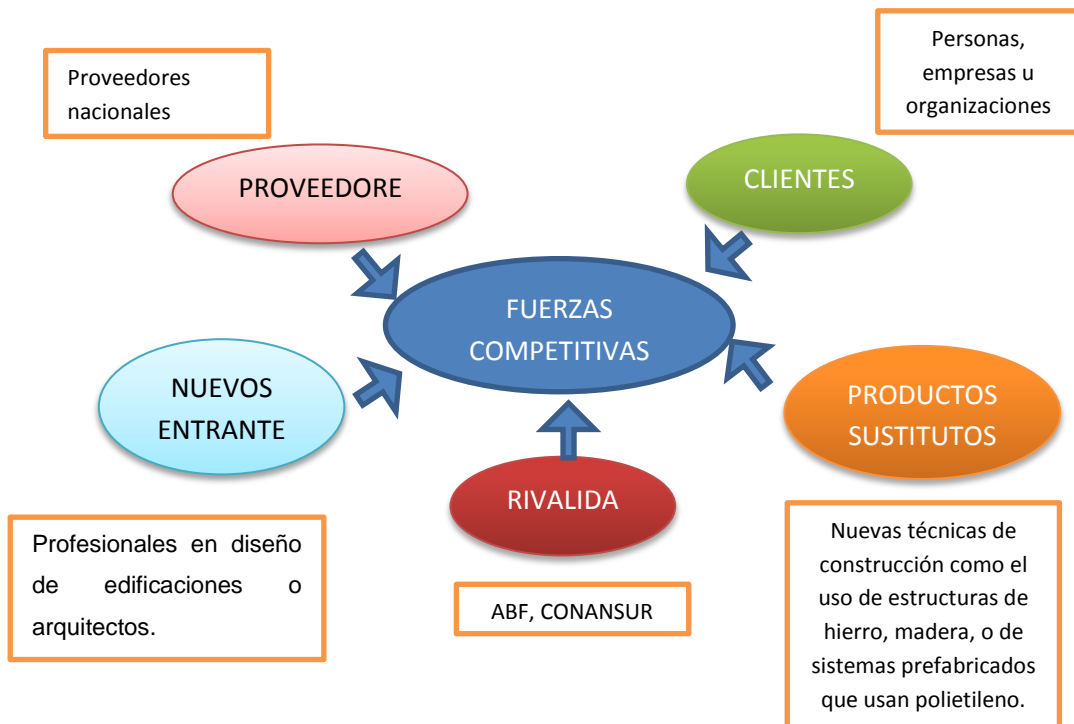 Proveedores
nacionales
Personas,
empresas u
organizaciones
PROVEEDORE
CLIENTES
FUERZAS
COMPETITIVAS
NUEVOS
ENTRANTE
PRODUCTOS
SUSTITUTOS
RIVALIDA
Profesionales en diseño
de edificaciones o
arquitectos.
ABF, CONANSUR
Nuevas técnicas de
construcción como el
uso de estructuras de
hierro, madera, o de
sistemas prefabricados
que usan polietileno.